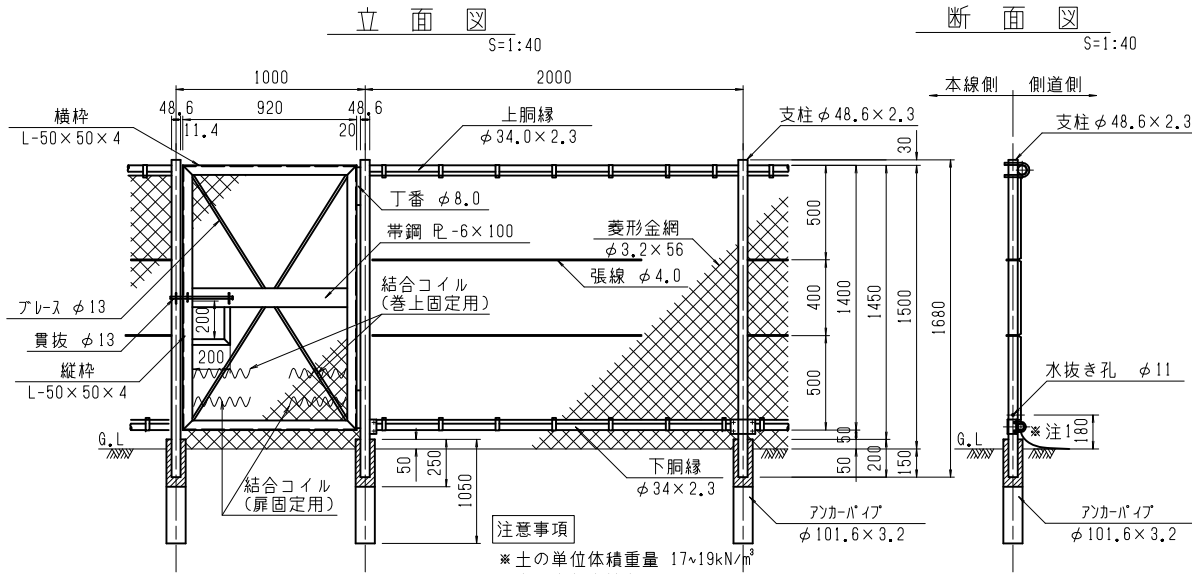 立面図
S=1:40
断面図
S=1:40
1000
2000
本線側 側道側
48.6
920
48.6
横枠
L-50×50×4
11.4
20
上胴縁
φ34.0×2.3
支柱φ48.6×2.3
30
支柱φ48.6×2.3
丁番 φ8.0
帯鋼 PL-6×100
菱形金網
φ3.2×56
張線 φ4.0
結合コイル
(巻上固定用)
500
400
500
1400
1450
1500
1680
ブレース φ13
貫抜 φ13
縦枠
L-50×50×4
200
200
水抜き孔 φ11
※注1
180
G.L
G.L
50
50
200
150
50
250
1050
下胴縁
φ34×2.3
結合コイル
(扉固定用)
アンカーパイプ
φ101.6×3.2
アンカーパイプ
φ101.6×3.2
注意事項
※土の単位体積重量 17~19kN/m³